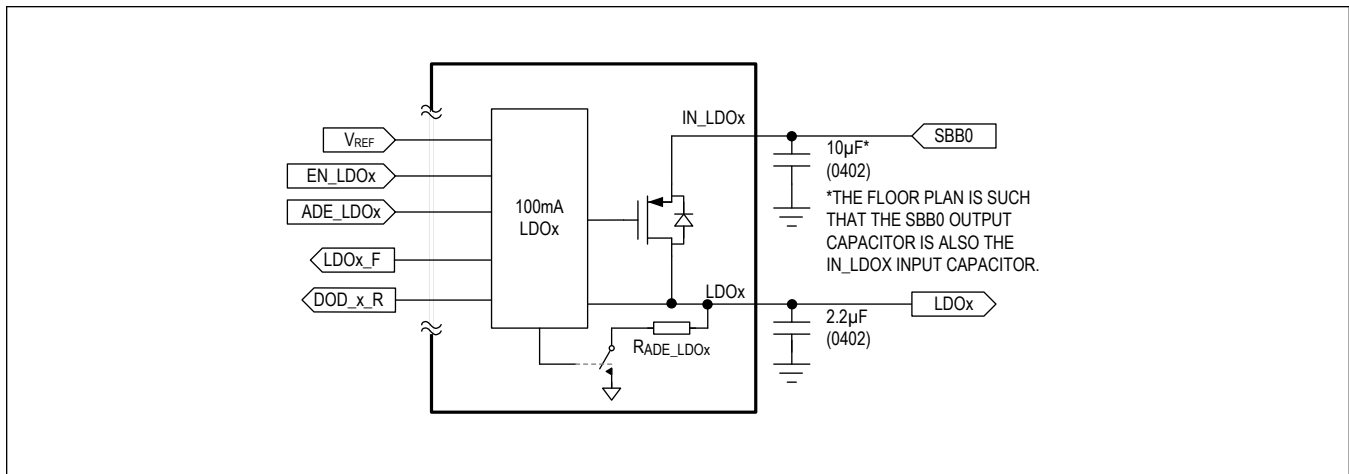 VREF
EN_LDOx
ADE_LDOx
LDOx_F
DOD_x_R
100mA
LDOx
IN_LDOx
LDOx
RADE_LDOx
SBB0
10µF*
(0402)
*THE FLOOR PLAN IS SUCH
THAT THE SBB0 OUTPUT
CAPACITOR IS ALSO THE
IN_LDOX INPUT CAPACITOR.
LDOx
2.2µF
(0402)